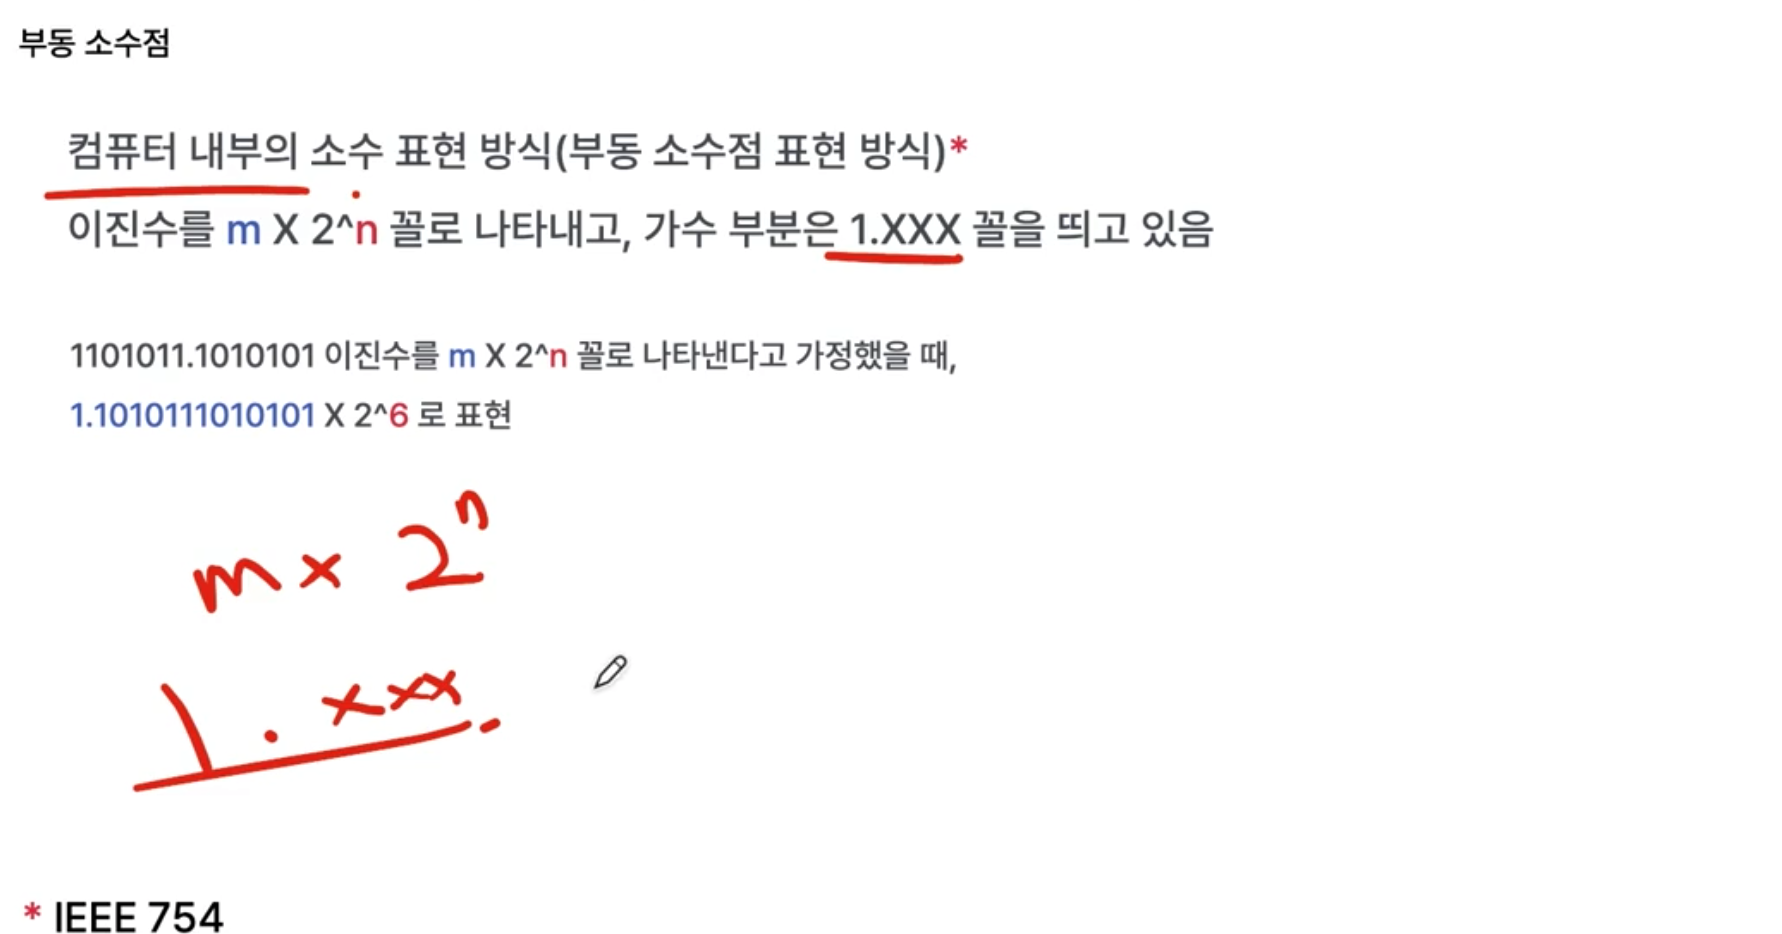 부동 소수점
컴퓨터 내부의 소수 표현 방식(부동 소수점 표현 방식)*
이진수를 m X 2^n 꼴로 나타내고, 가수 부분은 1.XXX 꼴을 띄고 있음
1101011.1010101 이진수를 m X 2^n 꼴로 나타낸다고 가정했을 때,
1.1010111010101 X 2^6 로 표현
m x 2^n
1.xxx
* IEEE 754